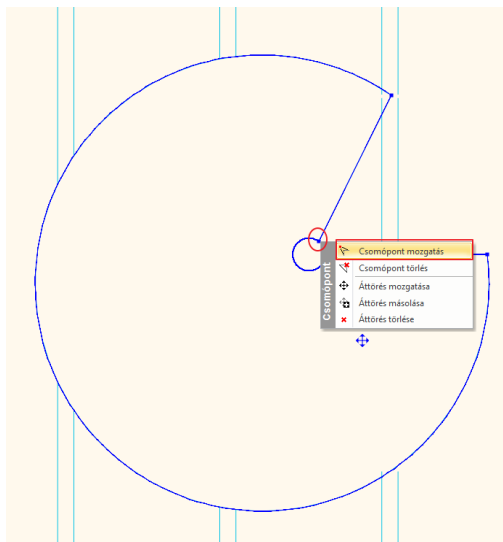 Csomópont
Csomópont mozgatás
Csomópont törlés
Áttörés mozgatása
Áttörés másolása
Áttörés törlése